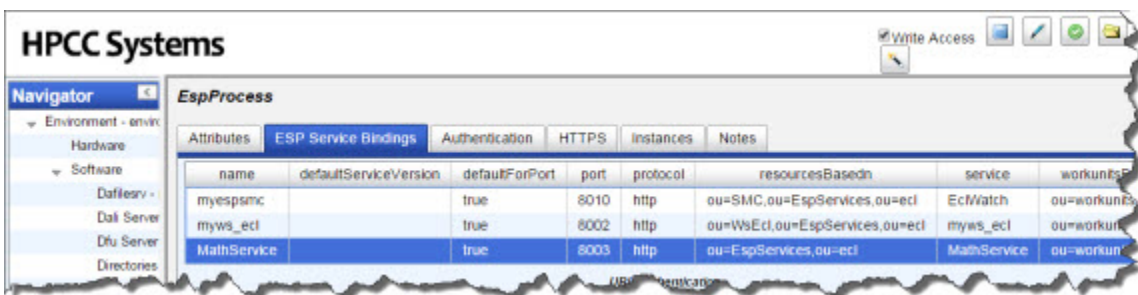 HPCC Systems
Write Access
Navigator
EspProcess
Environment - enviro
Hardware
Software
Dafilesrv -
Dali Server
Dfu Server
Directories
Attributes ESP Service Bindings Authentication HTTPS Instances Notes
name defaultServiceVersion defaultForPort port protocol resourcesBasedn service
myespsmc true 8010 http ou=SMC,ou=EspServices,ou=ecl EclWatch ou=workunits
myws_ecl true 8002 http ou=WsEcl,ou=EspServices,ou=ecl myws_ecl ou=workunit
MathService true 8003 http ou=EspServices,ou=ecl MathService ou=workun